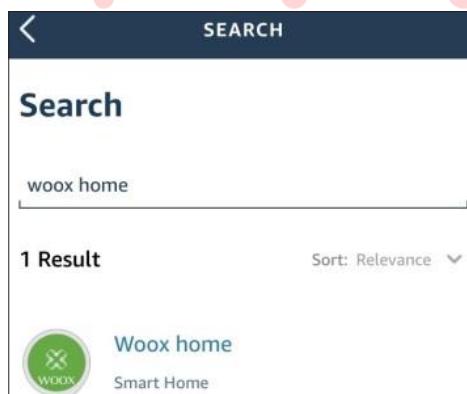 SEARCH
Search
woox home
1 Result
Sort: Relevance
Woox home
WOOX
Smart Home